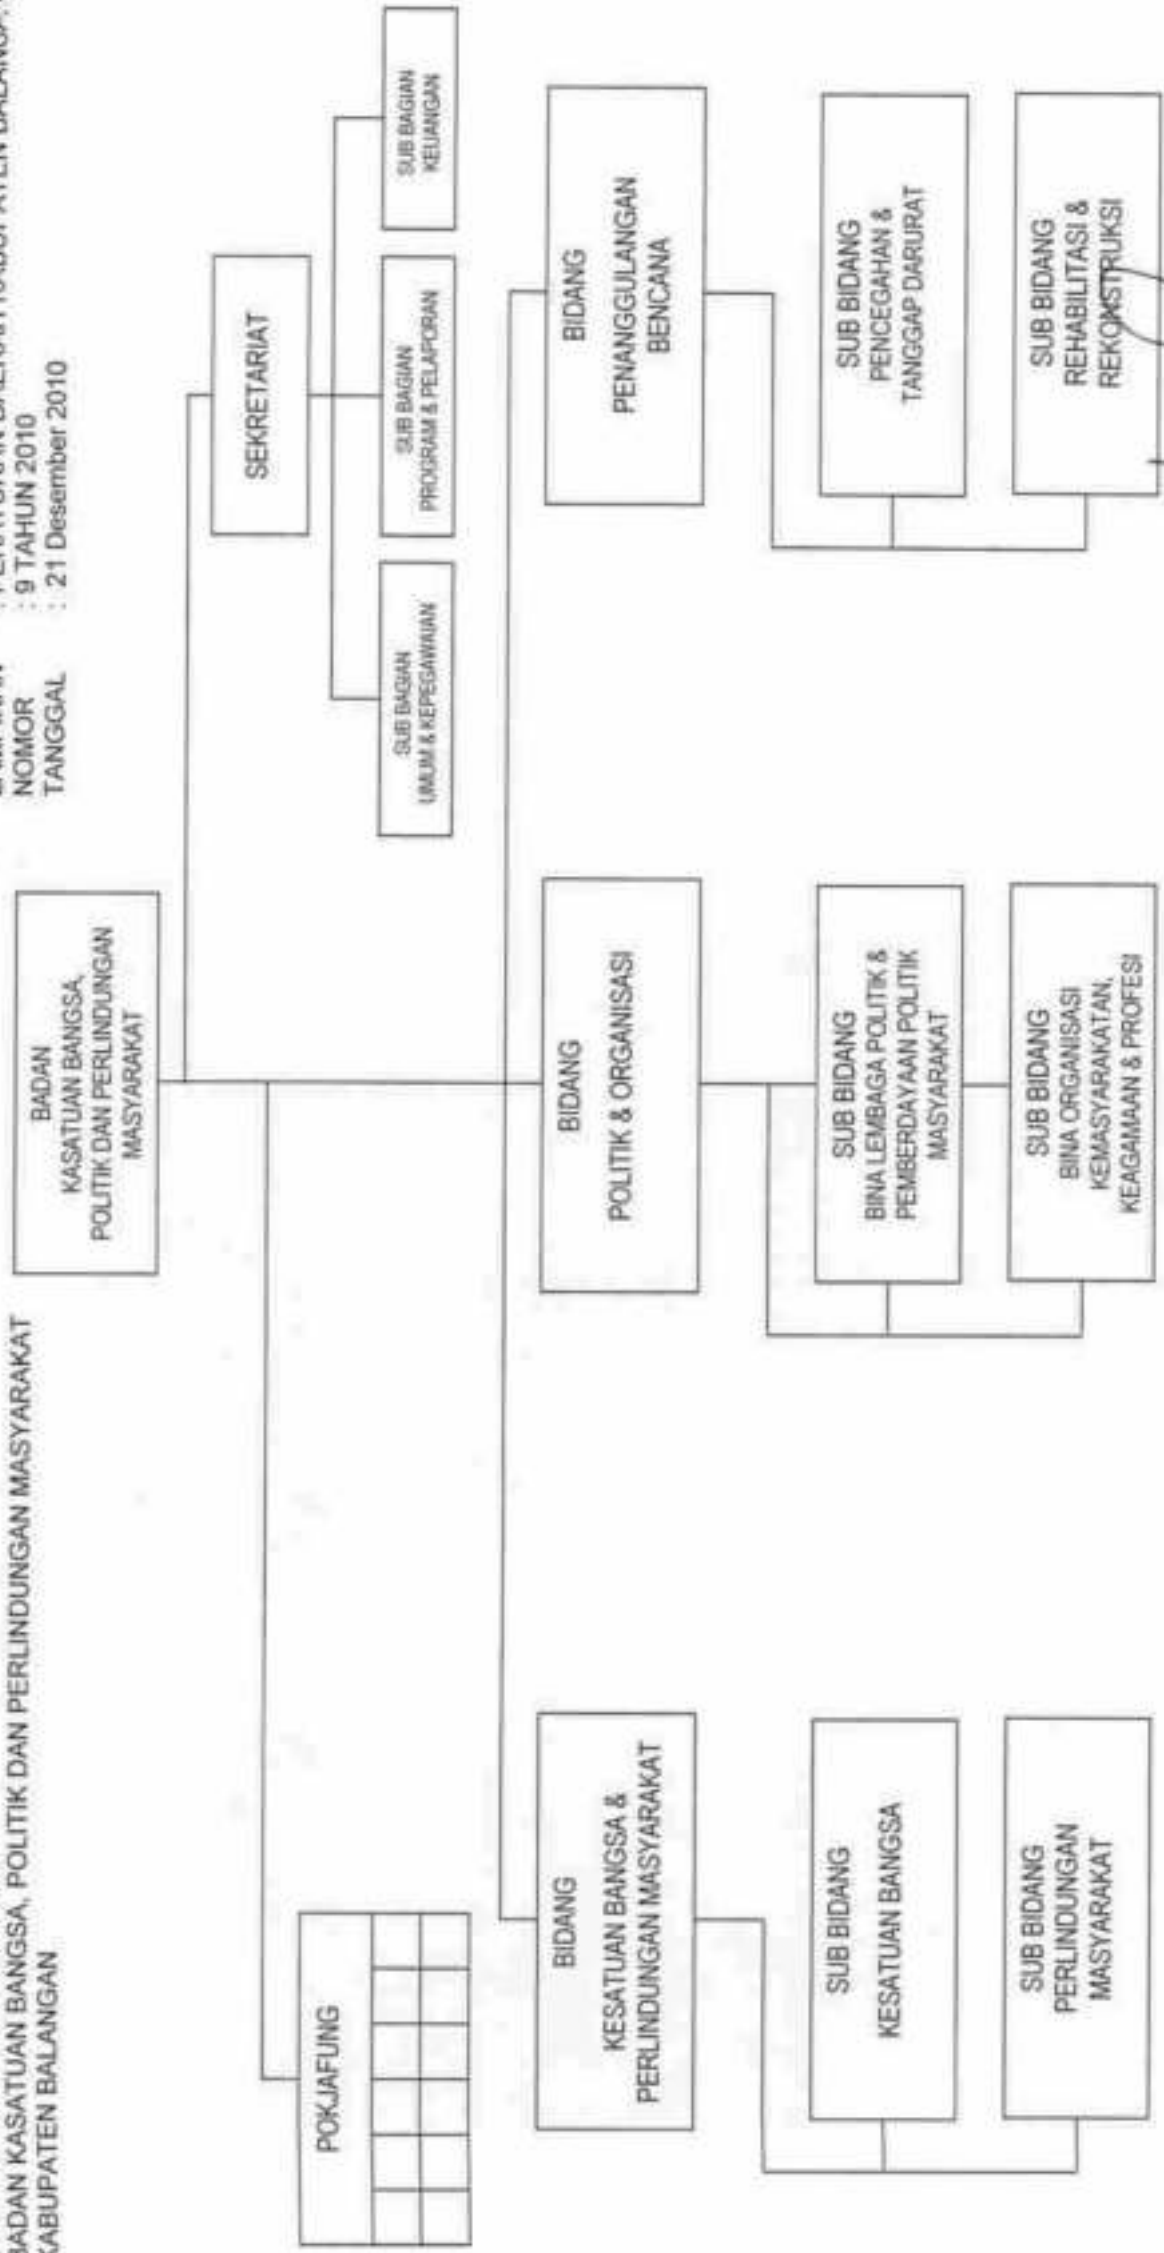 BADAN KASATUAN BANGSA, POLITIK DAN PERLINDUNGAN MASYARAKAT
KABUPATEN BALANGAN
NOMOR : 9 TAHUN 2010
TANGGAL : 21 Desember 2010
BADAN
KASATUAN BANGSA,
POLITIK DAN PERLINDUNGAN
MASYARAKAT
SEKRETARIAT
POKJAFUNG
SUB BAGIAN
UMUM & KEPEGAWAIAN
SUB BAGIAN
PROGRAM & PELAPORAN
SUB BAGIAN
KEUANGAN
BIDANG
KESATUAN BANGSA &
PERLINDUNGAN MASYARAKAT
BIDANG
POLITIK & ORGANISASI
BIDANG
PENANGGULANGAN
BENCANA
SUB BIDANG
KESATUAN BANGSA
SUB BIDANG
BINA LEMBAGA POLITIK &
PEMBERDAYAAN POLITIK
MASYARAKAT
SUB BIDANG
PENCEGAHAN &
TANGGAP DARURAT
SUB BIDANG
PERLINDUNGAN
MASYARAKAT
SUB BIDANG
BINA ORGANISASI
KEMASYARAKATAN,
KEAGAMAAN & PROFESI
SUB BIDANG
REHABILITASI &
REKONSTRUKSI